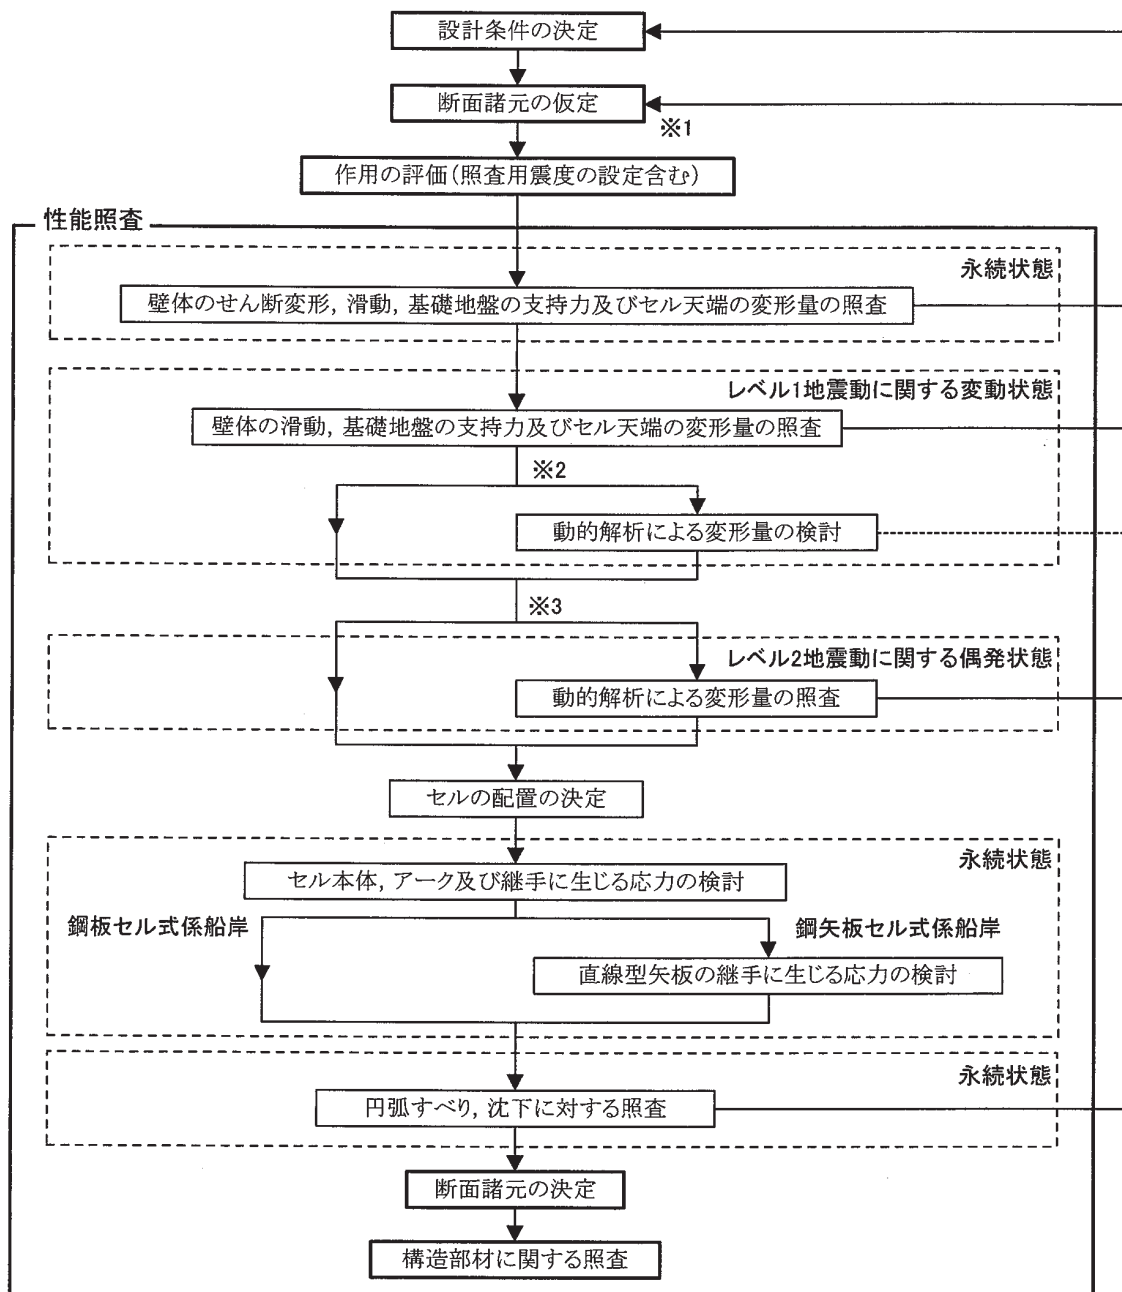 設計条件の決定
断面諸元の仮定
※1
作用の評価(照査用震度の設定含む)
性能照査
永続状態
壁体のせん断変形, 滑動, 基礎地盤の支持力及びセル天端の変形量の照査
レベル1地震動に関する変動状態
壁体の滑動, 基礎地盤の支持力及びセル天端の変形量の照査
※2
動的解析による変形量の検討
※3
レベル2地震動に関する偶発状態
動的解析による変形量の照査
セルの配置の決定
永続状態
セル本体, アーク及び継手に生じる応力の検討
鋼板セル式係船岸
鋼矢板セル式係船岸
直線型矢板の継手に生じる応力の検討
永続状態
円弧すべり, 沈下に対する照査
断面諸元の決定
構造部材に関する照査